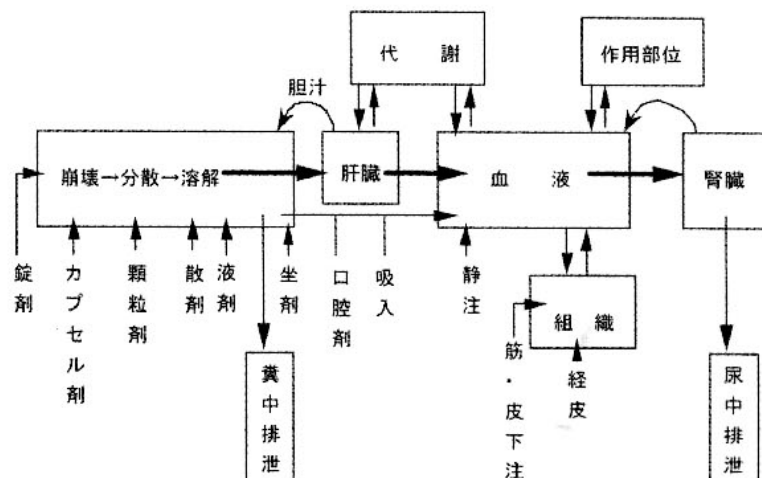 代　謝
作用部位
胆汁
崩壊→分散→溶解
肝臓
血　液
腎臓
錠剤
カプセル剤
顆粒剤
散剤
液剤
坐剤
口腔剤
吸入
静注
組　織
筋・皮下注
経皮
糞中排泄
尿中排泄